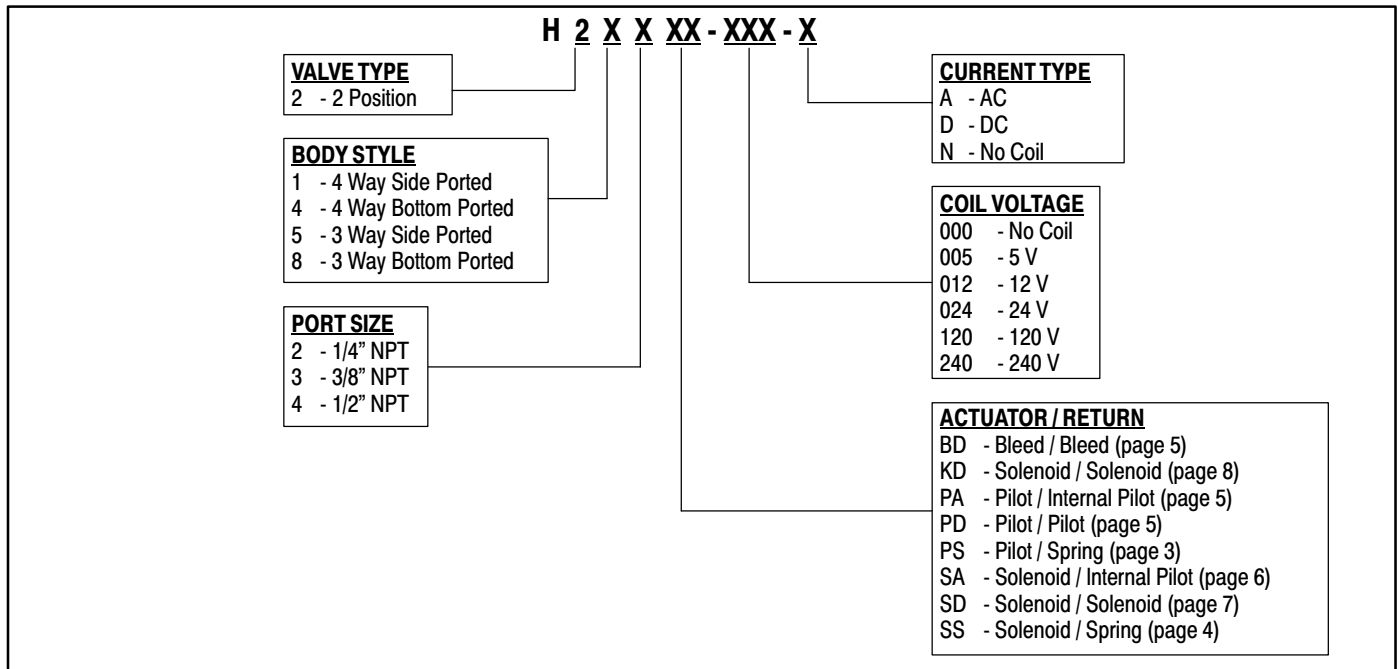 H 2 X X XX - XXX - X
VALVE TYPE
2 - 2 Position
BODY STYLE
1 - 4 Way Side Ported
4 - 4 Way Bottom Ported
5 - 3 Way Side Ported
8 - 3 Way Bottom Ported
PORT SIZE
2 - 1/4” NPT
3 - 3/8” NPT
4 - 1/2” NPT
CURRENT TYPE
A - AC
D - DC
N - No Coil
COIL VOLTAGE
000 - No Coil
005 - 5 V
012 - 12 V
024 - 24 V
120 - 120 V
240 - 240 V
ACTUATOR / RETURN
BD - Bleed / Bleed (page 5)
KD - Solenoid / Solenoid (page 8)
PA - Pilot / Internal Pilot (page 5)
PD - Pilot / Pilot (page 5)
PS - Pilot / Spring (page 3)
SA - Solenoid / Internal Pilot (page 6)
SD - Solenoid / Solenoid (page 7)
SS - Solenoid / Spring (page 4)